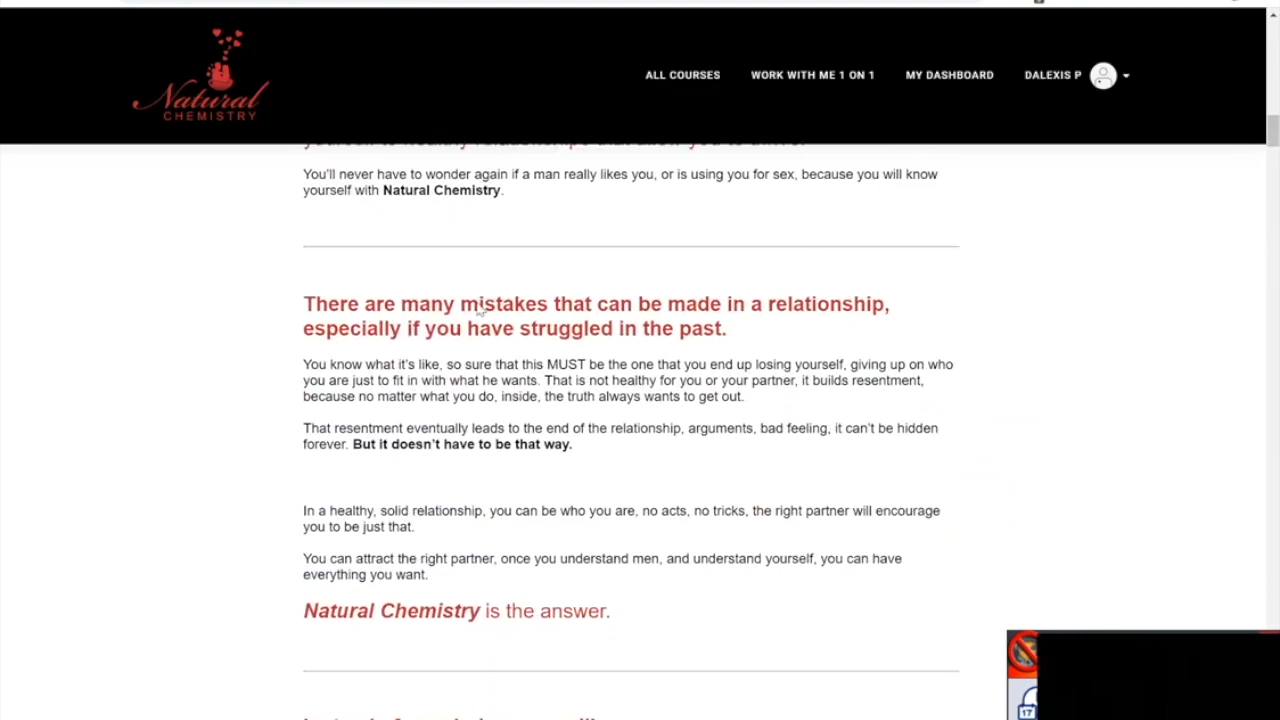 Natural
CHEMISTRY
ALL COURSES WORK WITH ME 1 ON 1 MY DASHBOARD DALEXIS P
yourself to healthy relationships that allow you to thrive.
You'll never have to wonder again if a man really likes you, or is using you for sex, because you will know
yourself with Natural Chemistry.
There are many mistakes that can be made in a relationship,
especially if you have struggled in the past.
You know what it's like, so sure that this MUST be the one that you end up losing yourself, giving up on who
you are just to fit in with what he wants. That is not healthy for you or your partner, it builds resentment,
because no matter what you do, inside, the truth always wants to get out.
That resentment eventually leads to the end of the relationship, arguments, bad feeling, it can't be hidden
forever. But it doesn't have to be that way.
In a healthy, solid relationship, you can be who you are, no acts, no tricks, the right partner will encourage
you to be just that.
You can attract the right partner, once you understand men, and understand yourself, you can have
everything you want.
Natural Chemistry is the answer.
17